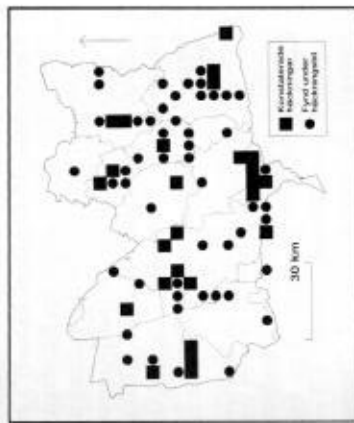 Konstaterade
häckningar
Fynd under
häckningstid
30 km